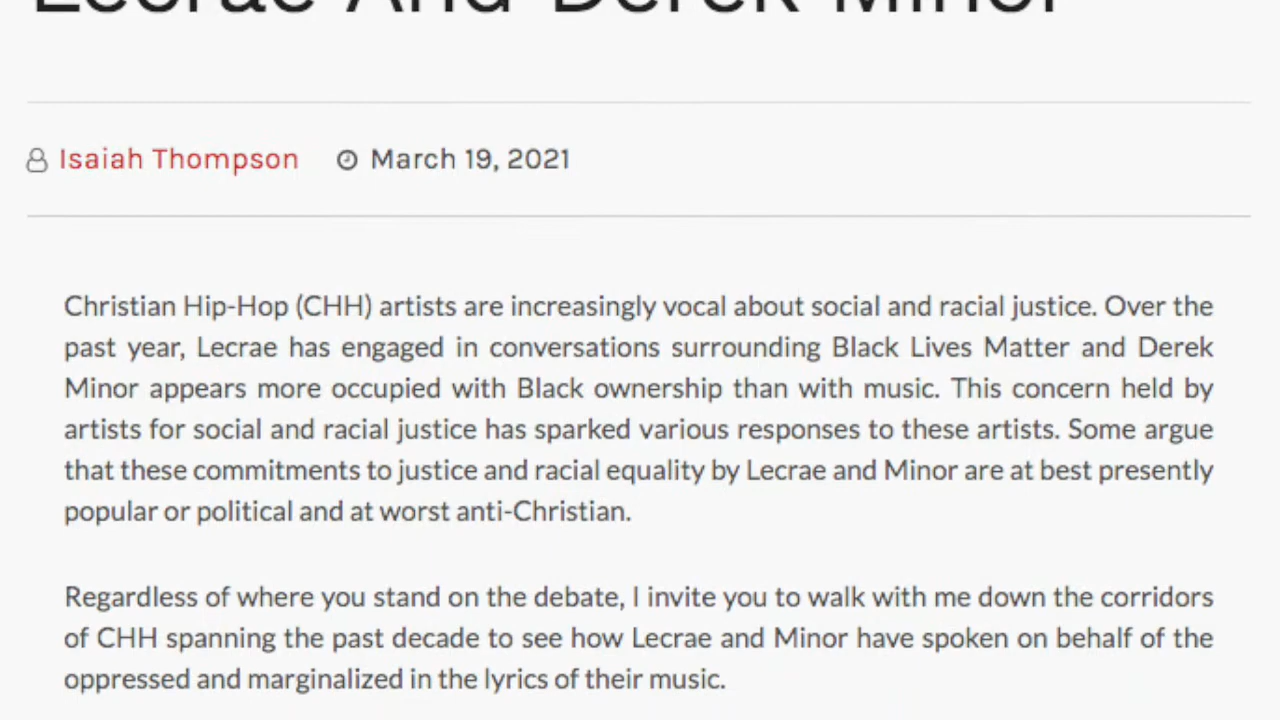 Lecrae And Derek Minor
Isaiah Thompson March 19, 2021
Christian Hip-Hop (CHH) artists are increasingly vocal about social and racial justice. Over the
past year, Lecrae has engaged in conversations surrounding Black Lives Matter and Derek
Minor appears more occupied with Black ownership than with music. This concern held by
artists for social and racial justice has sparked various responses to these artists. Some argue
that these commitments to justice and racial equality by Lecrae and Minor are at best presently
popular or political and at worst anti-Christian.
Regardless of where you stand on the debate, I invite you to walk with me down the corridors
of CHH spanning the past decade to see how Lecrae and Minor have spoken on behalf of the
oppressed and marginalized in the lyrics of their music.